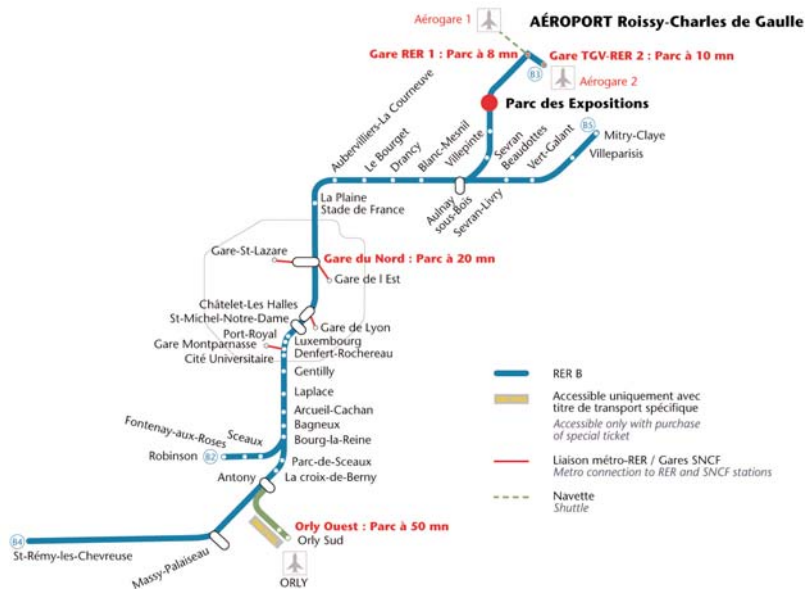 Aérogare 1
AÉROPORT Roissy-Charles de Gaulle
Gare RER 1 : Parc à 8 mn
Gare TGV-RER 2 : Parc à 10 mn
B3
Aérogare 2
Parc des Expositions
B5
Mitry-Claye
Villeparisis
Vert-Galant
Sevran
Beaudottes
Villepinte
Blanc-Mesnil
Drancy
Le Bourget
Aubervilliers-La Courneuve
Aulnay
sous-Bois
Sevran-Livry
La Plaine
Stade de France
Gare-St-Lazare
Gare du Nord : Parc à 20 mn
Gare de l Est
Châtelet-Les Halles
St-Michel-Notre-Dame
Gare de Lyon
Port-Royal
Luxembourg
Gare Montparnasse
Denfert-Rochereau
Cité Universitaire
Gentilly
Laplace
Arcueil-Cachan
Bagneux
Bourg-la-Reine
Fontenay-aux-Roses
Sceaux
Robinson
B2
Parc-de-Sceaux
Antony
La croix-de-Berny
Orly Ouest : Parc à 50 mn
Orly Sud
ORLY
B4
St-Rémy-les-Chevreuse
Massy-Palaiseau
RER B
Accessible uniquement avec
titre de transport spécifique
Accessible only with purchase
of special ticket
Liaison métro-RER / Gares SNCF
Metro connection to RER and SNCF stations
Navette
Shuttle